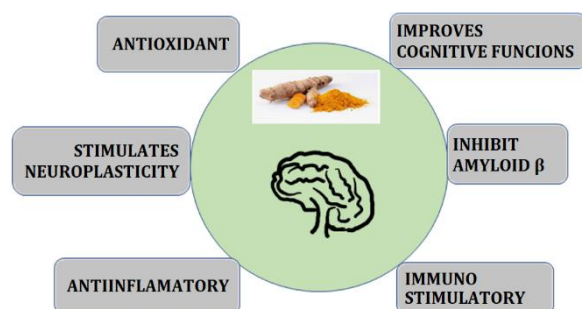 ANTIOXIDANT
IMPROVES
COGNITIVE FUNCIONS
STIMULATES
NEUROPLASTICITY
INHIBIT
AMYLOID β
ANTIINFLAMATORY
IMMUNO
STIMULATORY